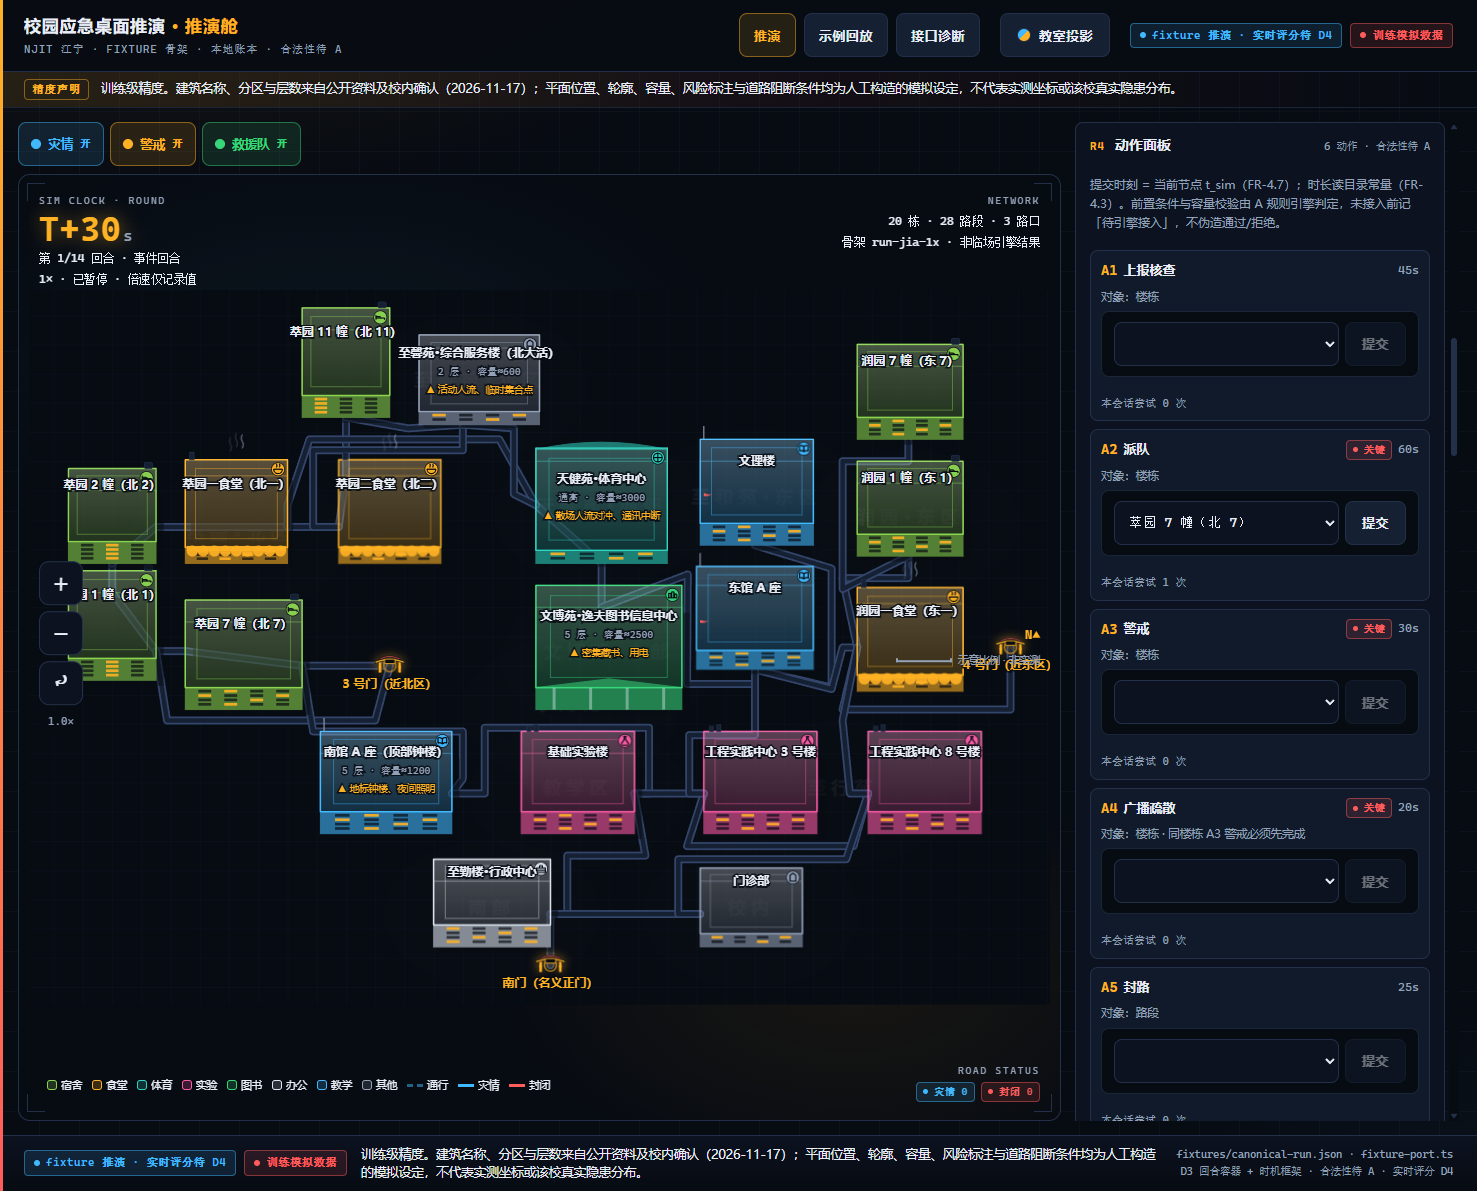 校园应急桌面推演 · 推演舱
NJIT 江宁 · FIXTURE 骨架 · 本地账本 · 合法性待 A
推演
示例回放
接口诊断
教室投影
fixture 推演 · 实时评分待 D4
训练模拟数据
精度声明
训练级精度。建筑名称、分区与层数来自公开资料及校内确认（2026-11-17）；平面位置、轮廓、容量、风险标注与道路阻断条件均为人工构造的模拟设定，不代表实测坐标或该校真实隐患分布。
灾情 开
警戒 开
救援队 开
SIM CLOCK · ROUND
T+30s
第 1/14 回合 · 事件回合
1× · 已暂停 · 倍速仅记录值
NETWORK
20 栋 · 28 路段 · 3 路口
骨架 run-jia-1x · 非临场引擎结果
萃园 11 幢（北 11）
至馨苑·综合服务楼（北大活）
2 层 · 容量≈600
▲ 活动人流、临时集合点
润园 7 幢（东 7）
萃园 2 幢（北 2）
萃园一食堂（北一）
萃园二食堂（北二）
天健苑·体育中心
通高 · 容量≈3000
▲ 散场人流对冲、通讯中断
文理楼
润园 1 幢（东 1）
园 1 幢（北 1）
萃园 7 幢（北 7）
文博苑·逸夫图书信息中心
5 层 · 容量≈2500
▲ 密集藏书、用电
东馆 A 座
润园一食堂（东一）
N▲
4 号门（近东区）
3 号门（近北区）
+
−
1.0×
南馆 A 座（顶部钟楼）
5 层 · 容量≈1200
▲ 地标钟楼、夜间照明
基础实验楼
工程实践中心 3 号楼
工程实践中心 8 号楼
至勤楼·行政中心
门诊部
南门（名义正门）
宿舍
食堂
体育
实验
图书
办公
教学
其他
通行
灾情
封闭
ROAD STATUS
灾情 0
封闭 0
R4 动作面板
6 动作 · 合法性待 A
提交时刻 = 当前节点 t_sim（FR-4.7）；时长读目录常量（FR-
4.3）。前置条件与容量校验由 A 规则引擎判定，未接入前记
「待引擎接入」，不伪造通过/拒绝。
A1 上报核查
45s
对象：楼栋
提交
本会话尝试 0 次
A2 派队
关键
60s
对象：楼栋
萃园 7 幢（北 7）
提交
本会话尝试 1 次
A3 警戒
关键
30s
对象：楼栋
提交
本会话尝试 0 次
A4 广播疏散
关键
20s
对象：楼栋 · 同楼栋 A3 警戒必须先完成
提交
本会话尝试 0 次
A5 封路
25s
对象：路段
提交
本会话尝试 0 次
fixture 推演 · 实时评分待 D4
训练模拟数据
训练级精度。建筑名称、分区与层数来自公开资料及校内确认（2026-11-17）；平面位置、轮廓、容量、风险标注与道路阻断条件均为人工构造
的模拟设定，不代表实测坐标或该校真实隐患分布。
fixtures/canonical-run.json · fixture-port.ts
D3 回合容器 + 时机框架 · 合法性待 A · 实时评分 D4